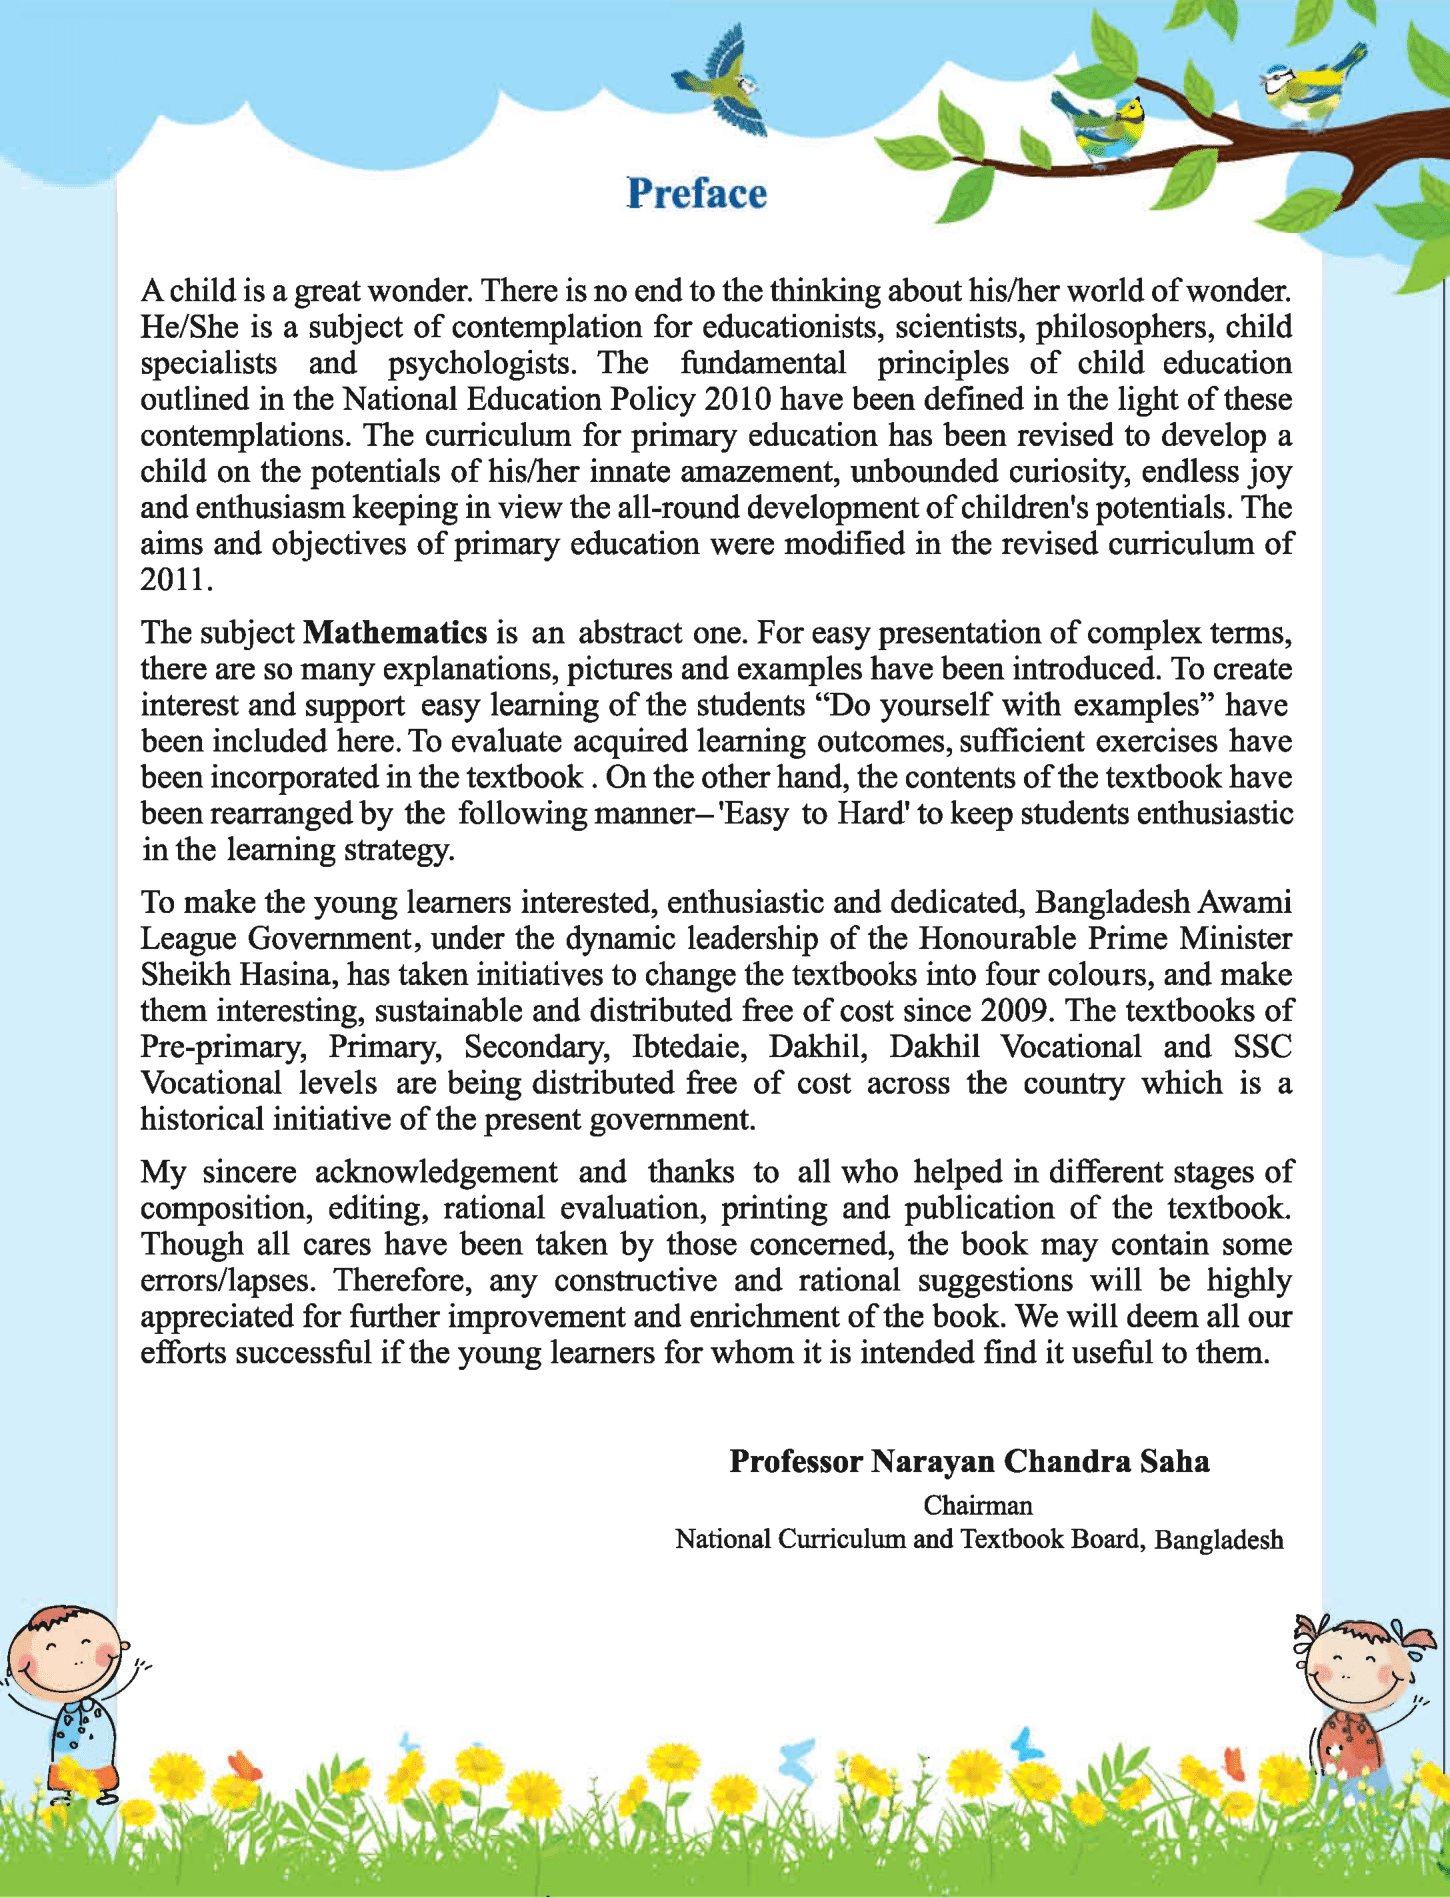 Preface
A child is a great wonder. There is no end to the thinking about his/her world of wonder.
He/She is a subject of contemplation for educationists, scientists, philosophers, child
specialists and psychologists. The fundamental principles of child education
outlined in the National Education Policy 2010 have been defined in the light of these
contemplations. The curriculum for primary education has been revised to develop a
child on the potentials of his/her innate amazement, unbounded curiosity, endless joy
and enthusiasm keeping in view the all-round development of children's potentials. The
aims and objectives of primary education were modified in the revised curriculum of
2011.
The subject Mathematics is an abstract one. For easy presentation of complex terms,
there are so many explanations, pictures and examples have been introduced. To create
interest and support easy learning of the students “Do yourself with examples” have
been included here. To evaluate acquired learning outcomes, sufficient exercises have
been incorporated in the textbook . On the other hand, the contents of the textbook have
been rearranged by the following manner– 'Easy to Hard' to keep students enthusiastic
in the learning strategy.
To make the young learners interested, enthusiastic and dedicated, Bangladesh Awami
League Government, under the dynamic leadership of the Honourable Prime Minister
Sheikh Hasina, has taken initiatives to change the textbooks into four colours, and make
them interesting, sustainable and distributed free of cost since 2009. The textbooks of
Pre-primary, Primary, Secondary, Ibtedaie, Dakhil, Dakhil Vocational and SSC
Vocational levels are being distributed free of cost across the country which is a
historical initiative of the present government.
My sincere acknowledgement and thanks to all who helped in different stages of
composition, editing, rational evaluation, printing and publication of the textbook.
Though all cares have been taken by those concerned, the book may contain some
errors/lapses. Therefore, any constructive and rational suggestions will be highly
appreciated for further improvement and enrichment of the book. We will deem all our
efforts successful if the young learners for whom it is intended find it useful to them.
Professor Narayan Chandra Saha
Chairman
National Curriculum and Textbook Board, Bangladesh